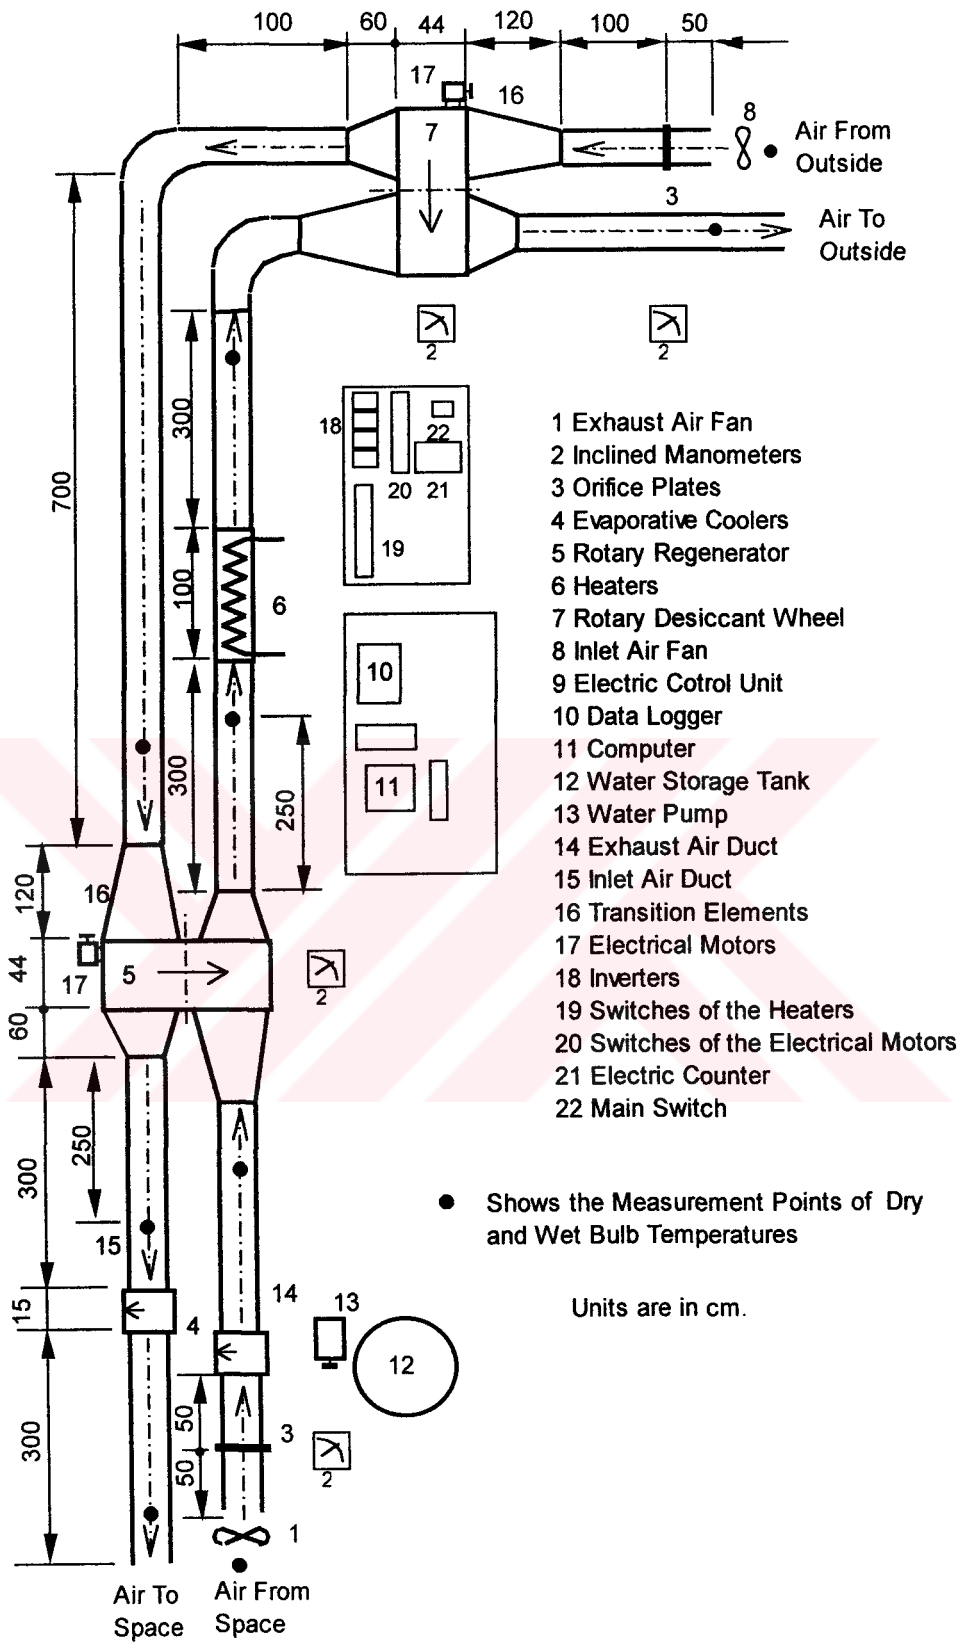 100 60 44 120 100 50
17
16
8
7
Air From
Outside
3
Air To
Outside
2
2
300
700
18
22
20 21
19
100
6
10
300
11
250
1 Exhaust Air Fan
2 Inclined Manometers
3 Orifice Plates
4 Evaporative Coolers
5 Rotary Regenerator
6 Heaters
7 Rotary Desiccant Wheel
8 Inlet Air Fan
9 Electric Cotrol Unit
10 Data Logger
11 Computer
12 Water Storage Tank
13 Water Pump
14 Exhaust Air Duct
15 Inlet Air Duct
16 Transition Elements
17 Electrical Motors
18 Inverters
19 Switches of the Heaters
20 Switches of the Electrical Motors
21 Electric Counter
22 Main Switch
120
16
44
17
5
2
60
300
250
15
Shows the Measurement Points of Dry
and Wet Bulb Temperatures
Units are in cm.
15
14
13
4
12
50
3
2
300
50
1
Air To
Space
Air From
Space